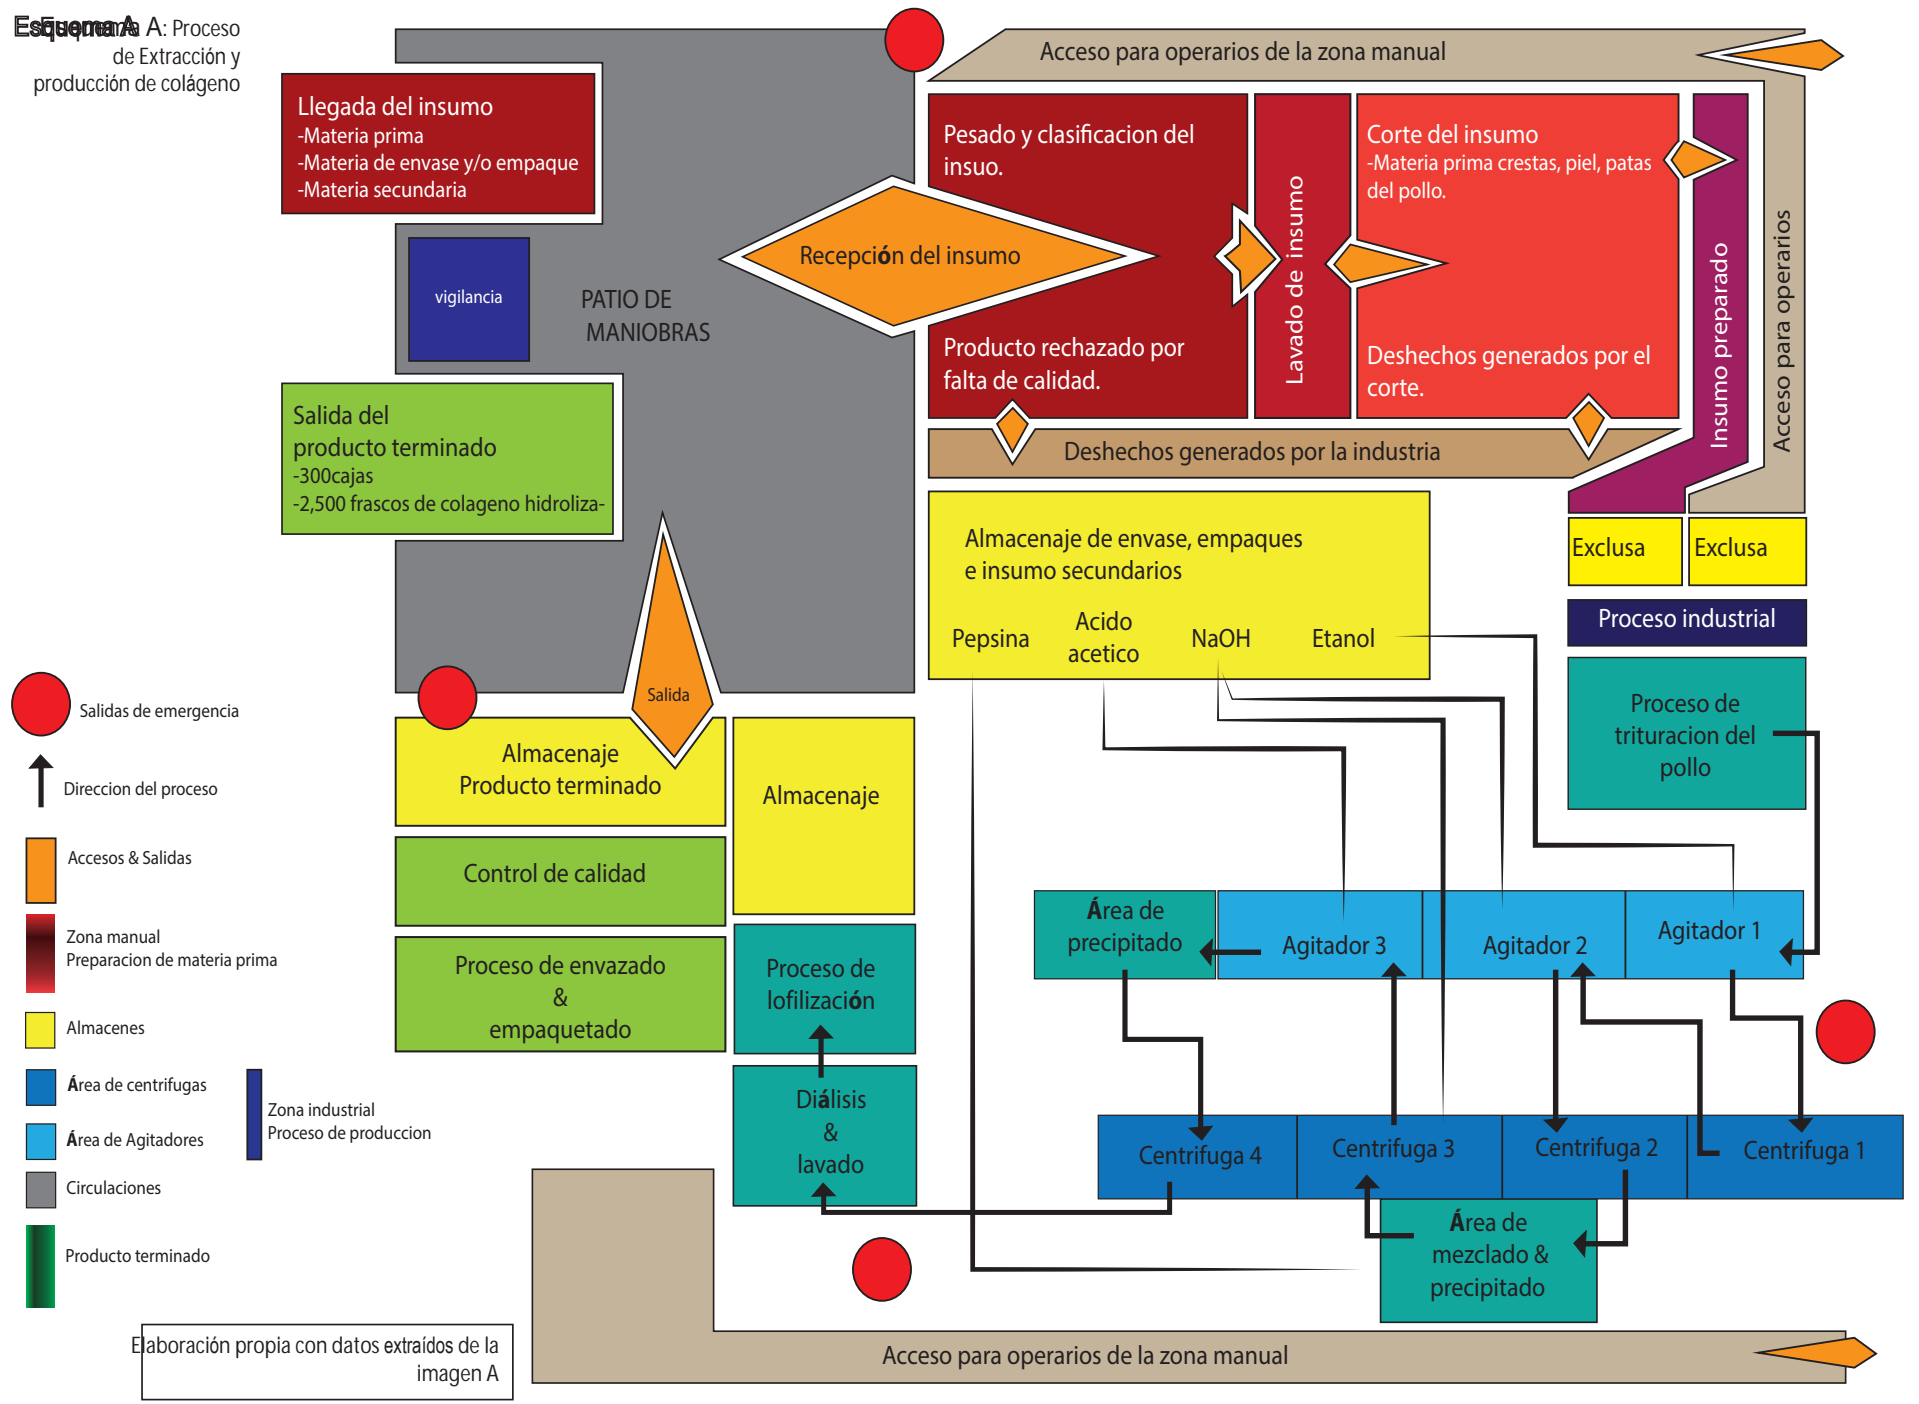 Esquema A: Proceso
de Extracción y
producción de colágeno
Llegada del insumo
-Materia prima
-Materia de envase y/o empaque
-Materia secundaria
vigilancia
PATIO DE
MANIOBRAS
Salida del
producto terminado
-300cajas
-2,500 frascos de colageno hidroliza-
Recepción del insumo
Salida
Acceso para operarios de la zona manual
Pesado y clasificacion del
insuo.
Producto rechazado por
falta de calidad.
Lavado de insumo
Corte del insumo
-Materia prima crestas, piel, patas
del pollo.
Deshechos generados por el
corte.
Insumo preparado
Acceso para operarios
Deshechos generados por la industria
Almacenaje de envase, empaques
e insumo secundarios
Pepsina
Acido
acetico
NaOH
Etanol
Exclusa
Exclusa
Proceso industrial
Proceso de
trituracion del
pollo
Almacenaje
Producto terminado
Almacenaje
Control de calidad
Proceso de envazado
&
empaquetado
Proceso de
lofilización
Diálisis
&
lavado
Área de
precipitado
Agitador 3
Agitador 2
Agitador 1
Centrifuga 4
Centrifuga 3
Centrifuga 2
Centrifuga 1
Área de
mezclado &
precipitado
Acceso para operarios de la zona manual
Salidas de emergencia
Direccion del proceso
Accesos & Salidas
Zona manual
Preparacion de materia prima
Almacenes
Área de centrifugas
Área de Agitadores
Circulaciones
Producto terminado
Zona industrial
Proceso de produccion
Elaboración propia con datos extraídos de la
imagen A